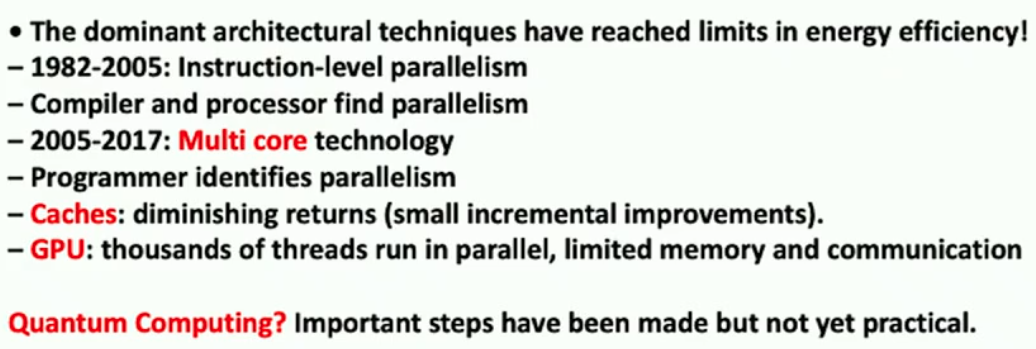 • The dominant architectural techniques have reached limits in energy efficiency!
– 1982-2005: Instruction-level parallelism
– Compiler and processor find parallelism
– 2005-2017: Multi core technology
– Programmer identifies parallelism
– Caches: diminishing returns (small incremental improvements).
– GPU: thousands of threads run in parallel, limited memory and communication
Quantum Computing? Important steps have been made but not yet practical.